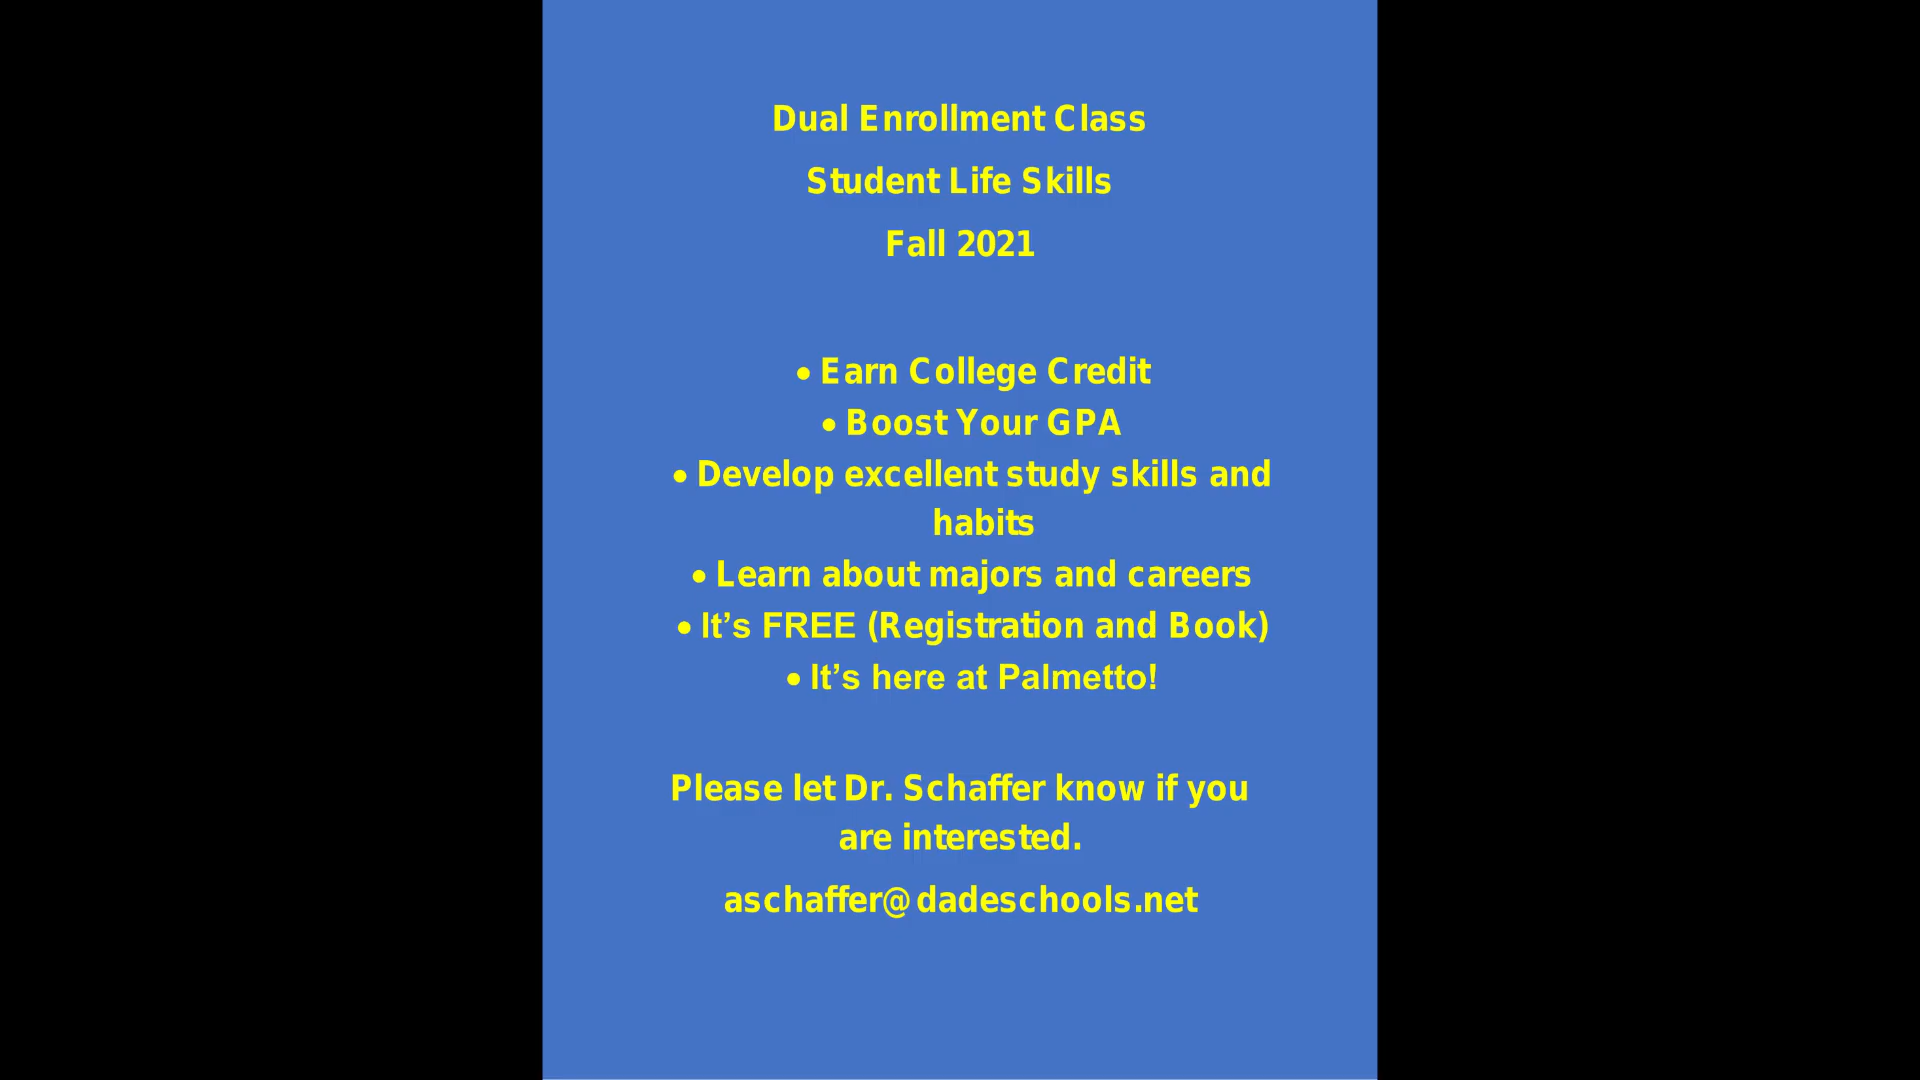 Dual Enrollment Class
Student Life Skills
Fall 2021
• Earn College Credit
• Boost Your GPA
• Develop excellent study skills and
habits
• Learn about majors and careers
• It’s FREE (Registration and Book)
• It’s here at Palmetto!
Please let Dr. Schaffer know if you
are interested.
aschaffer@dadeschools.net